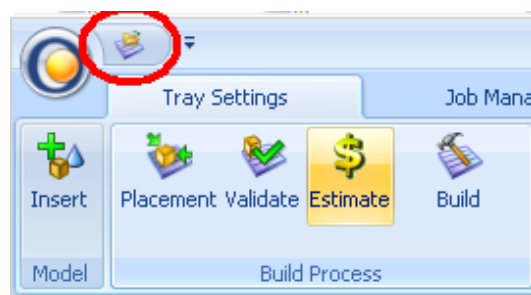 Tray Settings Job Mana
Insert Placement Validate Estimate Build
Model Build Process